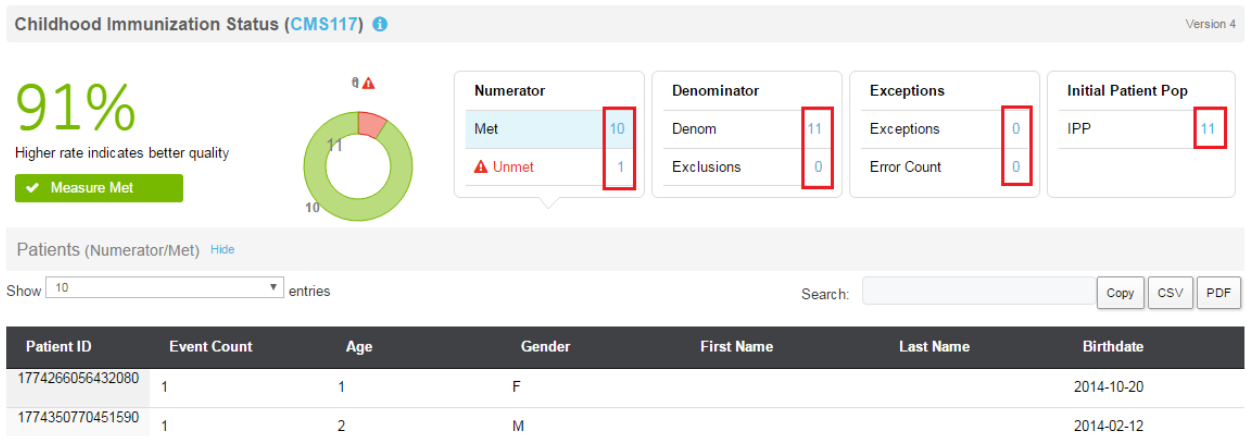 Childhood Immunization Status (CMS117)
Version 4
91%
Higher rate indicates better quality
Measure Met
11
10
Numerator
Met 10
Unmet 1
Denominator
Denom 11
Exclusions 0
Exceptions
Exceptions 0
Error Count 0
Initial Patient Pop
IPP 11
Patients (Numerator/Met) Hide
Show 10 entries
Search:
Copy CSV PDF
Patient ID Event Count Age Gender First Name Last Name Birthdate
1774266056432080 1 1 F 2014-10-20
1774350770451590 1 2 M 2014-02-12